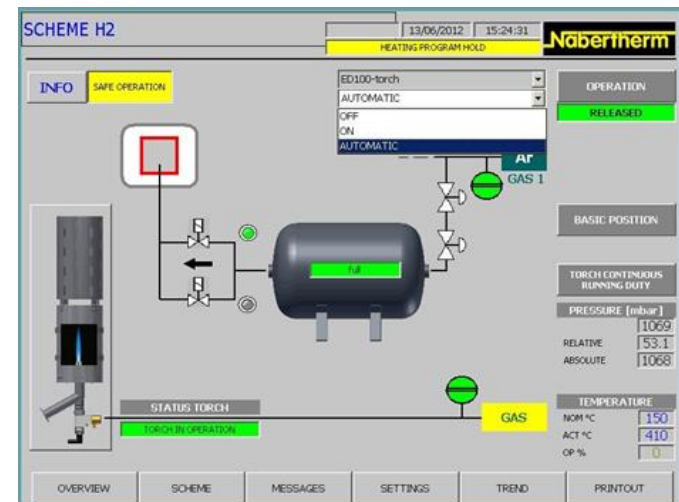 SCHEME H2
13/06/2012 15:24:31
HEATING PROGRAM HOLD
Nabertherm
INFO
SAFE OPERATION
ED100-torch
AUTOMATIC
OFF
ON
AUTOMATIC
OPERATION
RELEASED
GAS 1
BASIC POSITION
full
TORCH CONTINUOUS
RUNNING DUTY
PRESSURE [mbar]
1069
RELATIVE 53.1
ABSOLUTE 1068
STATUS TORCH
TORCH IN OPERATION
GAS
TEMPERATURE
NOM °C 150
ACT °C 410
OP % 0
OVERVIEW SCHEME MESSAGES SETTINGS TREND PRINTOUT